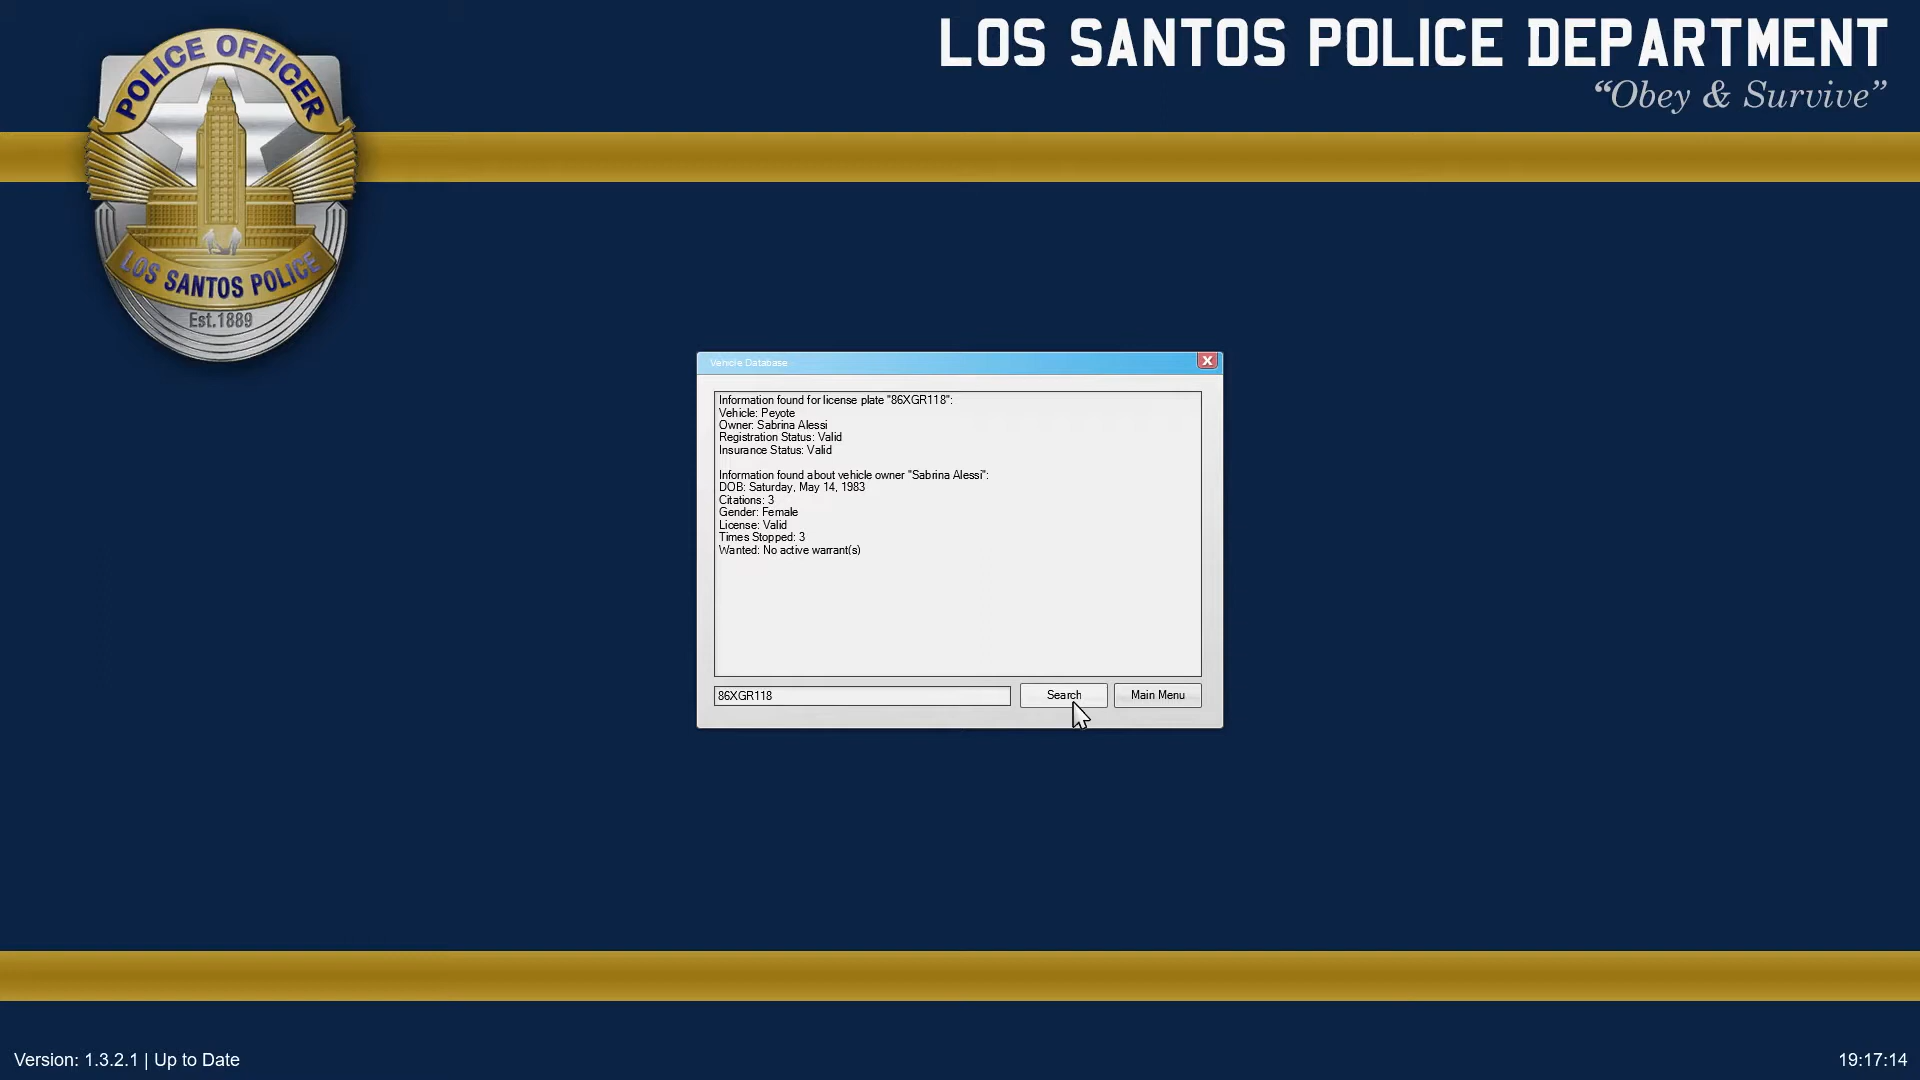 POLICE OFFICER
LOS SANTOS POLICE
Est.1889
LOS SANTOS POLICE DEPARTMENT
“Obey & Survive”
Vehicle Database
Information found for license plate "86XGR118":
Vehicle: Peyote
Owner: Sabrina Alessi
Registration Status: Valid
Insurance Status: Valid
Information found about vehicle owner "Sabrina Alessi":
DOB: Saturday, May 14, 1983
Citations: 3
Gender: Female
License: Valid
Times Stopped: 3
Wanted: No active warrant(s)
86XGR118
Search
Main Menu
Version: 1.3.2.1 | Up to Date
19:17:14